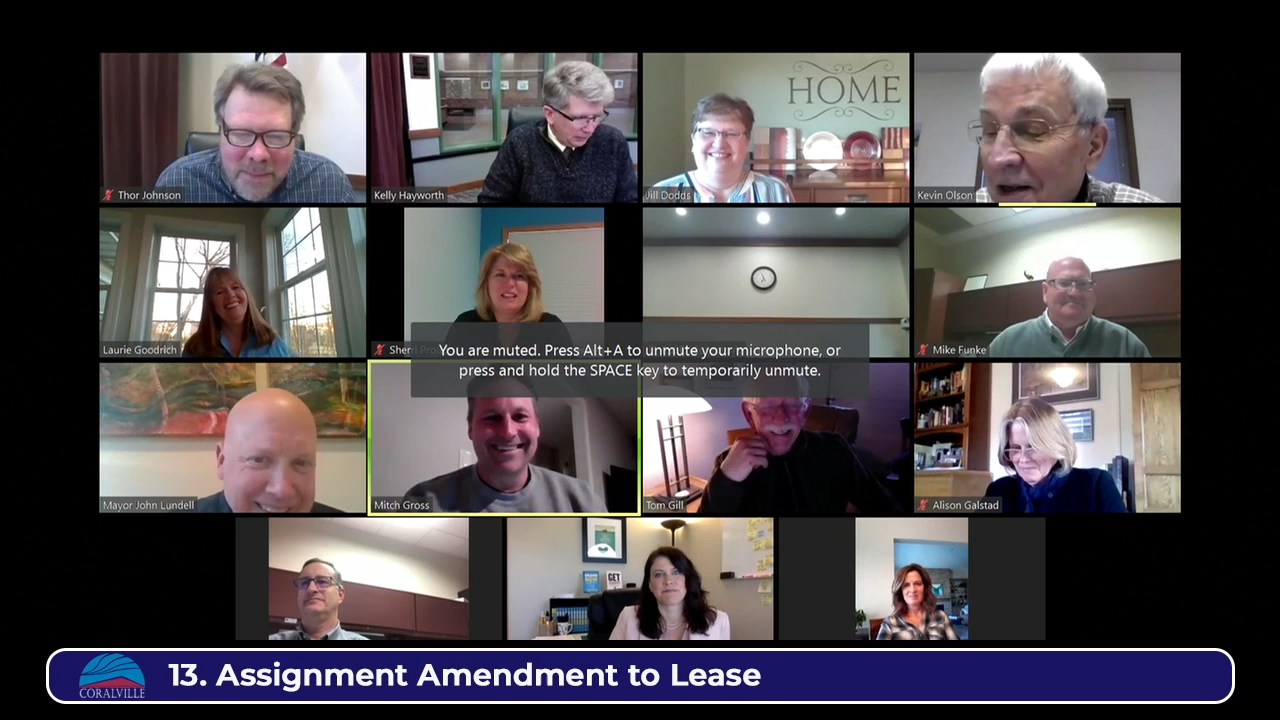 HOME
Thor Johnson
Kelly Hayworth
Jill Dodds
Kevin Olson
Laurie Goodrich
Sherri
Mike Funke
You are muted. Press Alt+A to unmute your microphone, or
press and hold the SPACE key to temporarily unmute.
Mayor John Lundell
Mitch Gross
Tom Gill
Alison Galstad
GET
13. Assignment Amendment to Lease
CORALVILLE